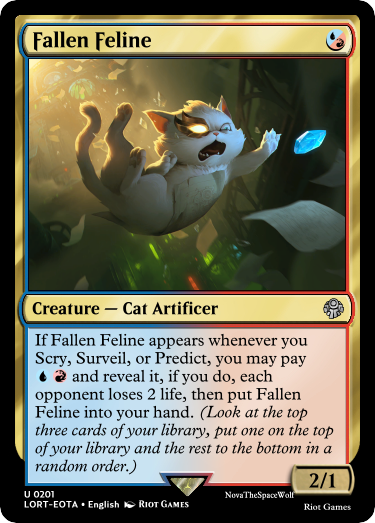 Fallen Feline
Creature — Cat Artificer
If Fallen Feline appears whenever you
Scry, Surveil, or Predict, you may pay
and reveal it, if you do, each
opponent loses 2 life, then put Fallen
Feline into your hand. (Look at the top
three cards of your library, put one on the top
of your library and the rest to the bottom in a
random order.)
2/1
U 0201
LORT-EOTA • English Riot Games
NovaTheSpaceWolf
Riot Games